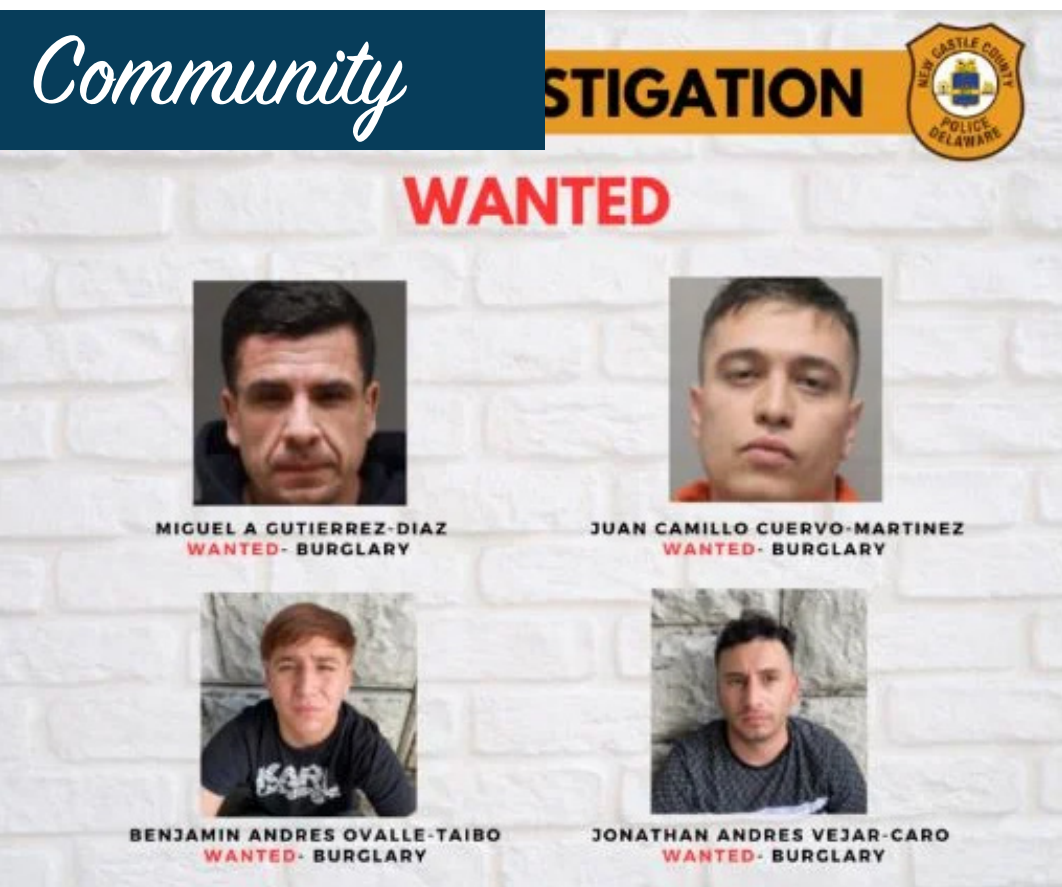 Community
STIGATION
NEW CASTLE COUNTY
POLICE
DELAWARE
WANTED
MIGUEL A GUTIERREZ-DIAZ
WANTED- BURGLARY
JUAN CAMILLO CUERVO-MARTINEZ
WANTED- BURGLARY
KARL
BENJAMIN ANDRES OVALLE-TAIBO
WANTED- BURGLARY
JONATHAN ANDRES VEJAR-CARO
WANTED- BURGLARY